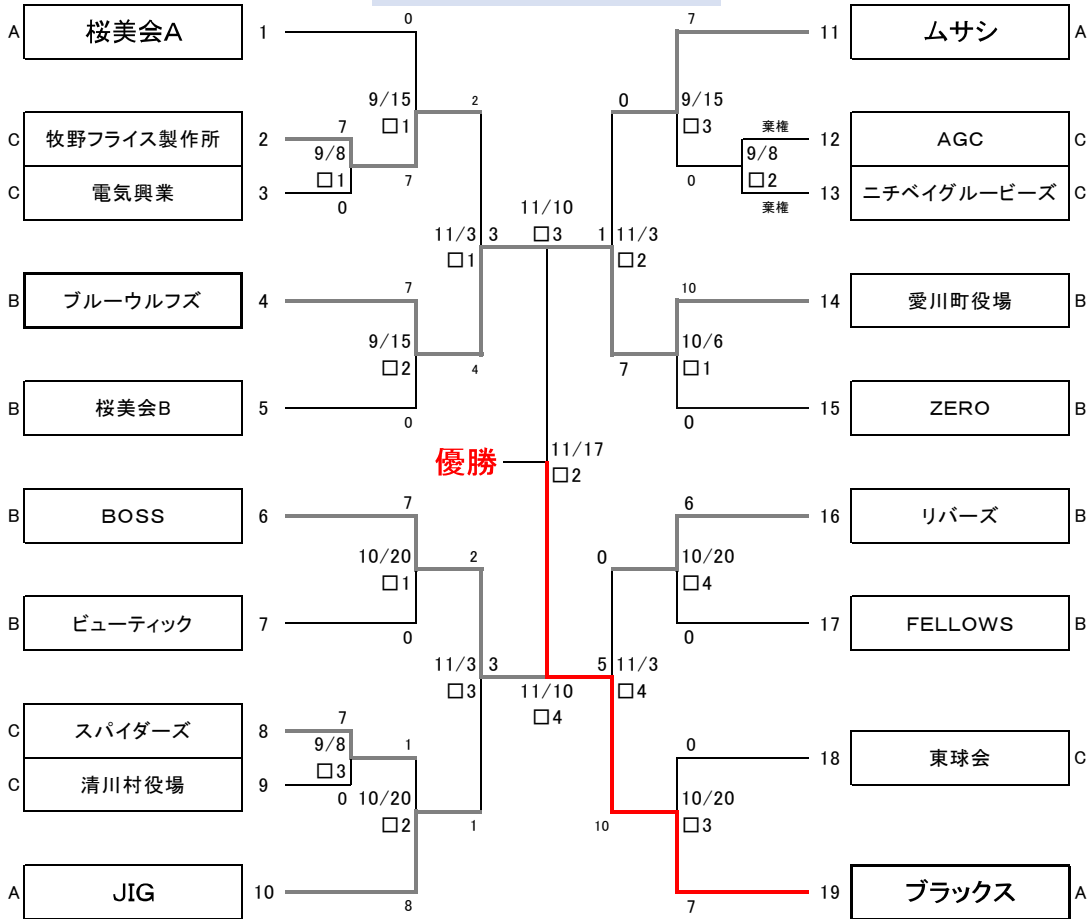 A 桜美会A 1 0
7 11 ムサシ A
9/15 2
□1
0 9/15
□3
C 牧野フライス製作所 2 7
9/8
□1 7
C 電気興業 3 0
棄権 12 AGC C
9/8
0 □2
棄権 13 ニチベイグルービーズ C
11/3 3
□1
11/10
□3
1 11/3
□2
B ブルーウルフズ 4 7
10 14 愛川町役場 B
9/15
□2 4
10/6
7 □1
B 桜美会B 5 0
0 15 ZERO B
優勝
11/17
□2
B BOSS 6 7
6 16 リバーズ B
10/20 2
□1
0 10/20
□4
B ビューティック 7 0
0 17 FELLOWS B
11/3 3
□3
11/10
□4
5 11/3
□4
C スパイダーズ 8 7
9/8 1
□3
C 清川村役場 9 0
0 18 東球会 C
10/20
□2 1
10/20
10 □3
A JIG 10 8
7 19 ブラックス A